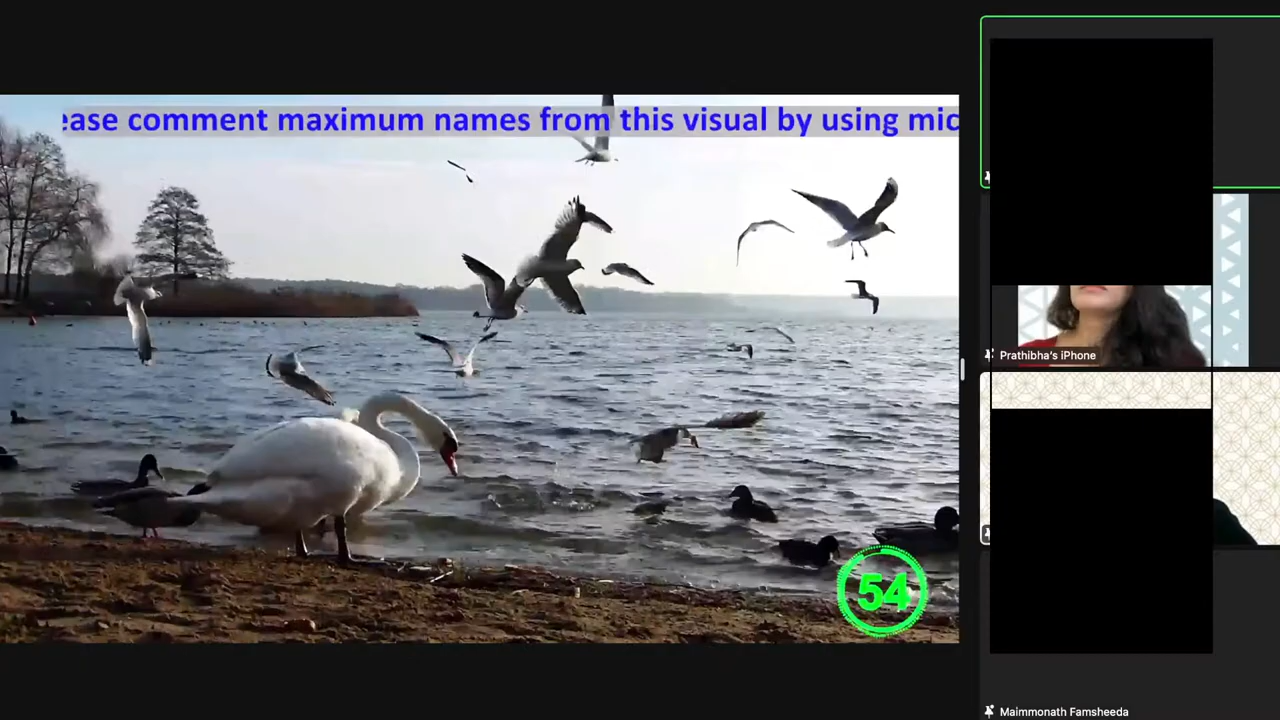 ease comment maximum names from this visual by using mic
Prathibha's iPhone
54
Maimmonath Famsheeda